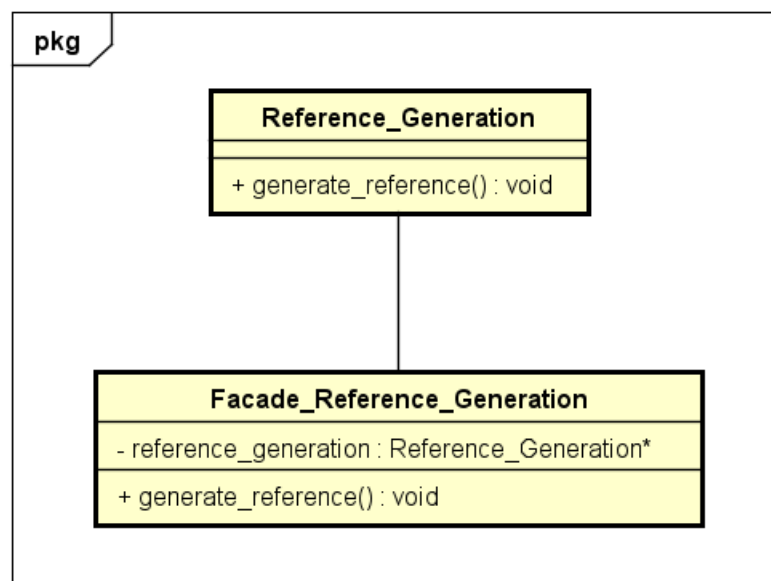 pkg
Reference_Generation
+ generate_reference() : void
Facade_Reference_Generation
- reference_generation : Reference_Generation*
+ generate_reference() : void